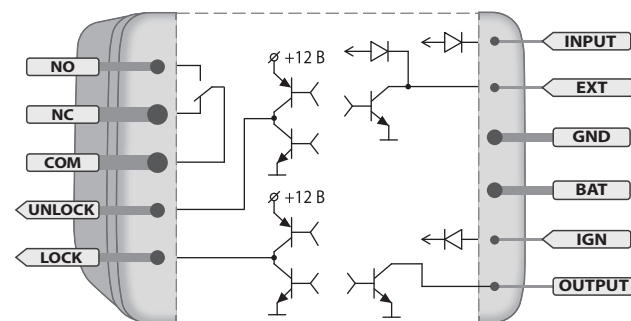 NO
NC
COM
UNLOCK
LOCK
+12 В
+12 В
INPUT
EXT
GND
BAT
IGN
OUTPUT